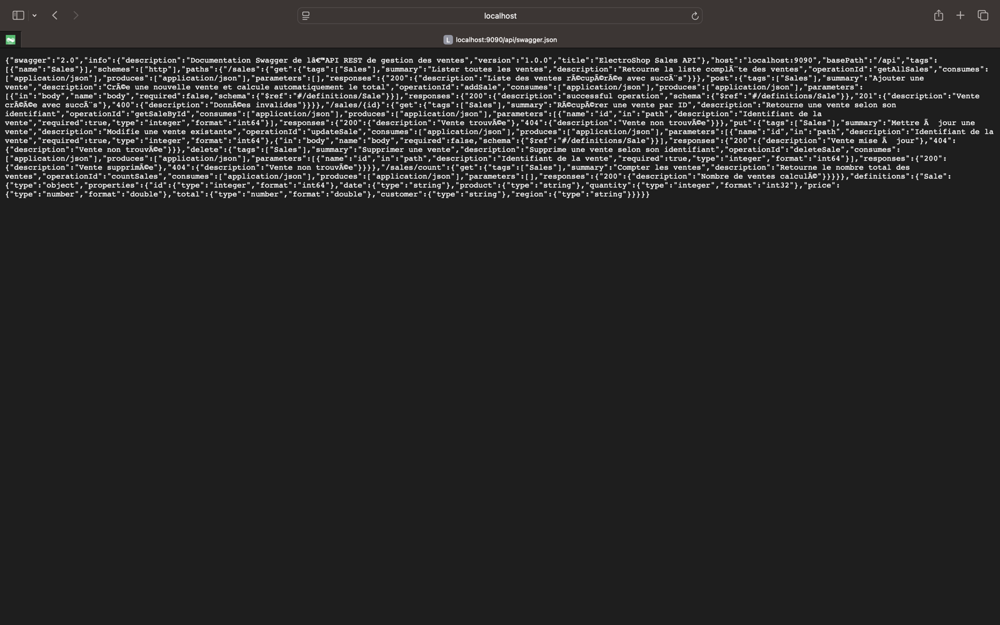 localhost
L localhost:9090/api/swagger.json
{"swagger":"2.0","info":{"description":"Documentation Swagger de lâ€™API REST de gestion des ventes","version":"1.0.0","title":"ElectroShop Sales API"},"host":"localhost:9090","basePath":"/api","tags":
[{"name":"Sales"}],"schemes":["http"],"paths":{"/sales":{"get":{"tags":["Sales"],"summary":"Lister toutes les ventes","description":"Retourne la liste complÃ¨te des ventes","operationId":"getAllSales","consumes":
["application/json"],"produces":["application/json"],"parameters":[],"responses":{"200":{"description":"Liste des ventes rÃ©cupÃ©rÃ©e avec succÃ¨s"}}},"post":{"tags":["Sales"],"summary":"Ajouter une
vente","description":"CrÃ©e une nouvelle vente et calcule automatiquement le total","operationId":"addSale","consumes":["application/json"],"produces":["application/json"],"parameters":
[{"in":"body","name":"body","required":false,"schema":{"$ref":"#/definitions/Sale"}}],"responses":{"200":{"description":"successful operation","schema":{"$ref":"#/definitions/Sale"}},"201":{"description":"Vente
crÃ©Ã©e avec succÃ¨s"},"400":{"description":"DonnÃ©es invalides"}}}},"/sales/{id}":{"get":{"tags":["Sales"],"summary":"RÃ©cupÃ©rer une vente par ID","description":"Retourne une vente selon son
identifiant","operationId":"getSaleById","consumes":["application/json"],"produces":["application/json"],"parameters":[{"name":"id","in":"path","description":"Identifiant de la
vente","required":true,"type":"integer","format":"int64"}],"responses":{"200":{"description":"Vente trouvÃ©e"},"404":{"description":"Vente non trouvÃ©e"}}},"put":{"tags":["Sales"],"summary":"Mettre Ã  jour une
vente","description":"Modifie une vente existante","operationId":"updateSale","consumes":["application/json"],"produces":["application/json"],"parameters":[{"name":"id","in":"path","description":"Identifiant de la
vente","required":true,"type":"integer","format":"int64"},{"in":"body","name":"body","required":false,"schema":{"$ref":"#/definitions/Sale"}}],"responses":{"200":{"description":"Vente mise Ã  jour"},"404":
{"description":"Vente non trouvÃ©e"}}},"delete":{"tags":["Sales"],"summary":"Supprimer une vente","description":"Supprime une vente selon son identifiant","operationId":"deleteSale","consumes":
["application/json"],"produces":["application/json"],"parameters":[{"name":"id","in":"path","description":"Identifiant de la vente","required":true,"type":"integer","format":"int64"}],"responses":{"200":
{"description":"Vente supprimÃ©e"},"404":{"description":"Vente non trouvÃ©e"}}}},"/sales/count":{"get":{"tags":["Sales"],"summary":"Compter les ventes","description":"Retourne le nombre total des
ventes","operationId":"countSales","consumes":["application/json"],"produces":["application/json"],"parameters":[],"responses":{"200":{"description":"Nombre de ventes calculÃ©"}}}}},"definitions":{"Sale":
{"type":"object","properties":{"id":{"type":"integer","format":"int64"},"date":{"type":"string"},"product":{"type":"string"},"quantity":{"type":"integer","format":"int32"},"price":
{"type":"number","format":"double"},"total":{"type":"number","format":"double"},"customer":{"type":"string"},"region":{"type":"string"}}}}}